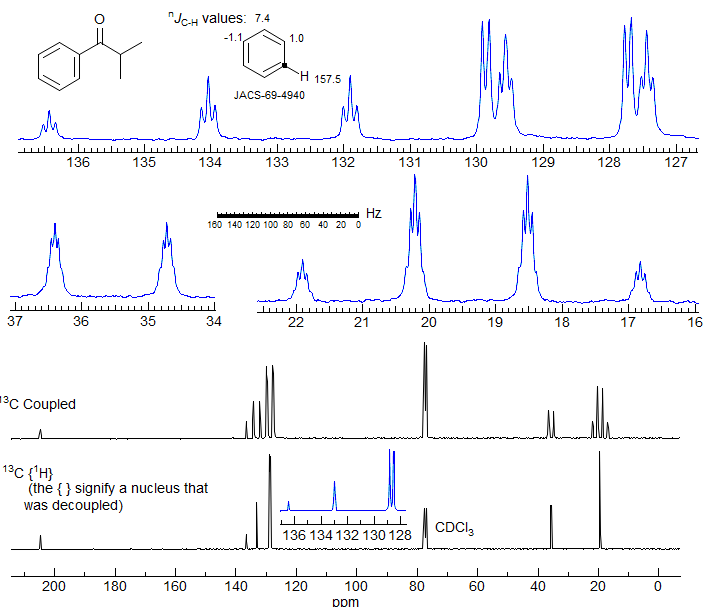 O
ⁿJC-H values: 7.4
-1.1
1.0
H
157.5
JACS-69-4940
136 135 134 133 132 131 130 129 128 127
160 140 120 100 80 60 40 20 0
Hz
37 36 35 34
22 21 20 19 18 17 16
¹³C Coupled
¹³C {¹H}
(the { } signify a nucleus that
was decoupled)
136 134 132 130 128
CDCl₃
200 180 160 140 120 100 80 60 40 20 0
ppm